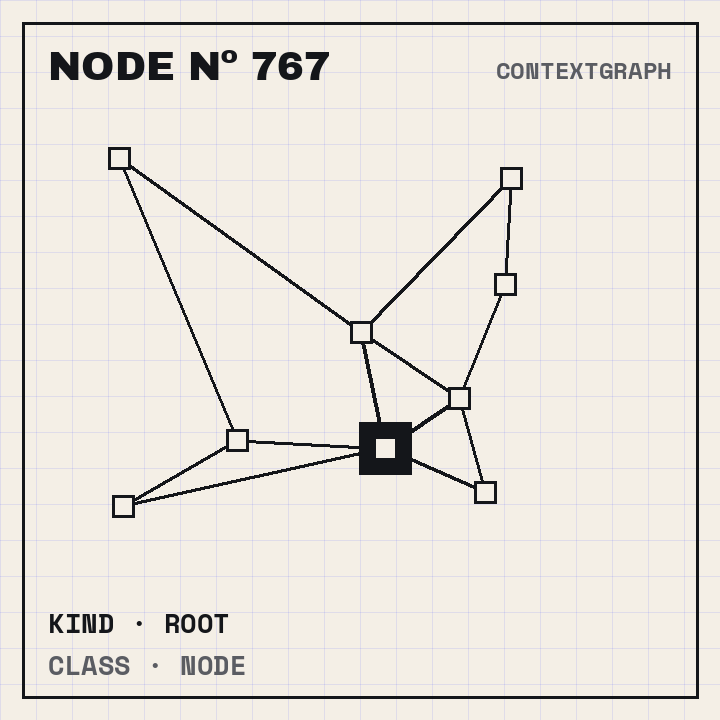 NODE Nº 767
CONTEXTGRAPH
KIND · ROOT
CLASS · NODE